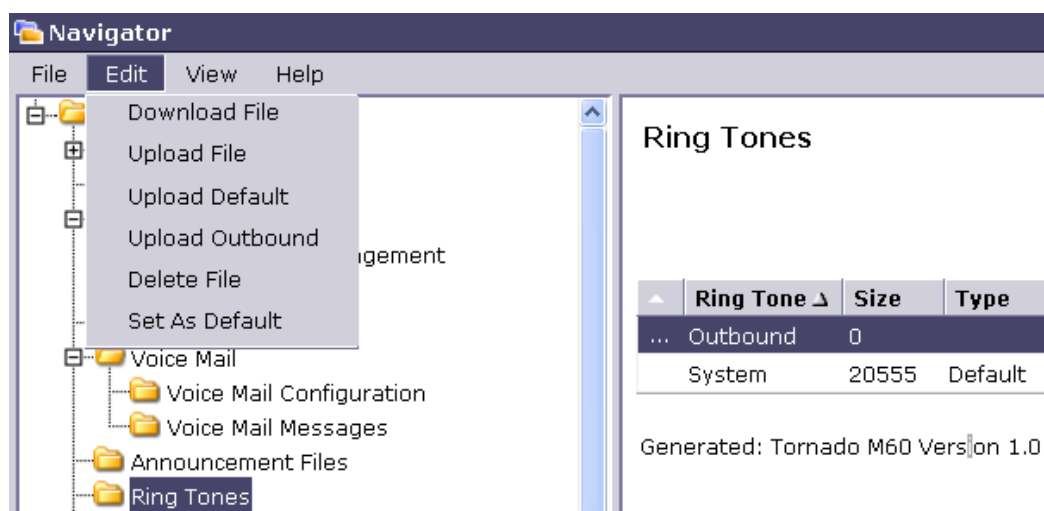 Navigator
File Edit View Help
Download File
Upload File
Upload Default
Upload Outbound
Delete File
Set As Default
Voice Mail
Voice Mail Configuration
Voice Mail Messages
Announcement Files
Ring Tones
Ring Tones
Ring Tone Size Type
... Outbound 0
System 20555 Default
Generated: Tornado M60 Version 1.0